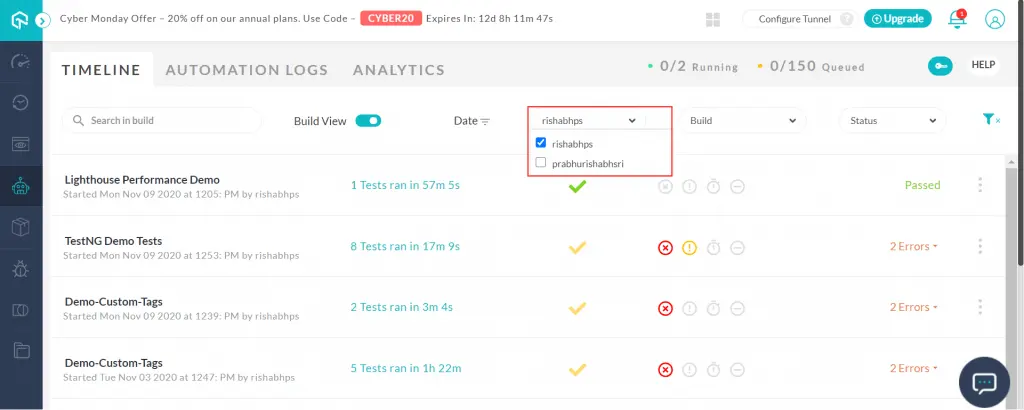 Cyber Monday Offer – 20% off on our annual plans. Use Code – CYBER20 Expires In: 12d 8h 11m 47s
Configure Tunnel ? Upgrade 1
TIMELINE AUTOMATION LOGS ANALYTICS 0/2 Running 0/150 Queued HELP
Search in build Build View Date rishabhps Build Status
rishabhps
prabhurishabhsri
Lighthouse Performance Demo
Started Mon Nov 09 2020 at 1205: PM by rishabhps
1 Tests ran in 57m 5s
Passed
TestNG Demo Tests
Started Mon Nov 09 2020 at 1253: PM by rishabhps
8 Tests ran in 17m 9s
2 Errors
Demo-Custom-Tags
Started Mon Nov 09 2020 at 1239: PM by rishabhps
2 Tests ran in 3m 4s
2 Errors
Demo-Custom-Tags
Started Tue Nov 03 2020 at 1247: PM by rishabhps
5 Tests ran in 1h 22m
2 Errors